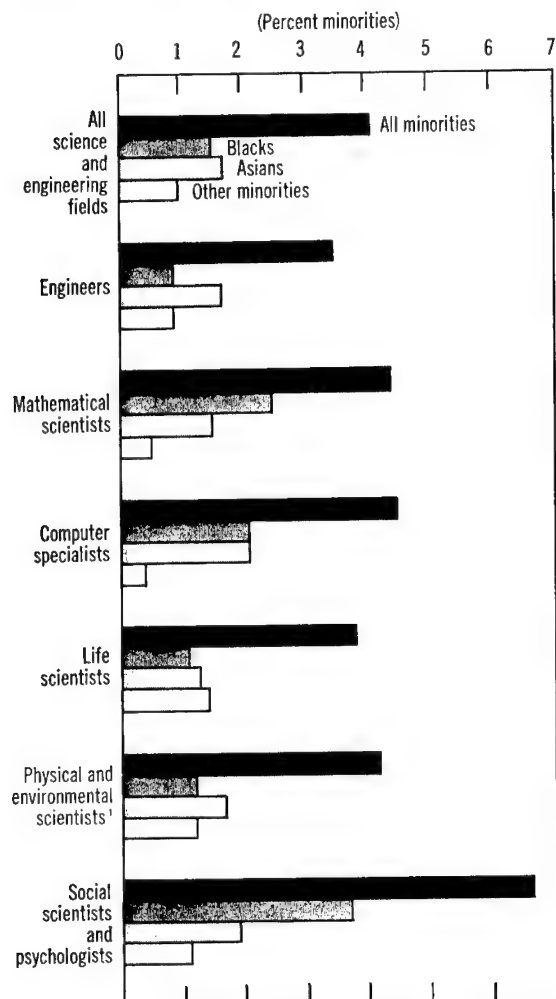 (Percent minorities)
0 1 2 3 4 5 6 7
All
science
and
engineering
fields
All minorities
Blacks
Asians
Other minorities
Engineers
Mathematical
scientists
Computer
specialists
Life
scientists
Physical and
environmental
scientists¹
Social
scientists
and
psychologists